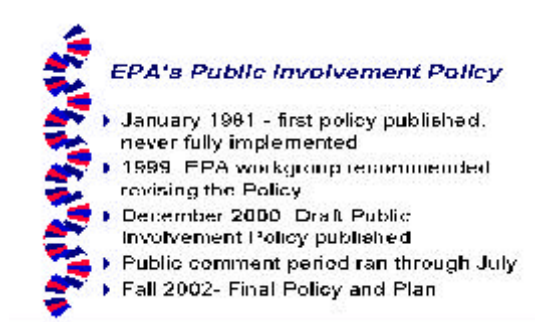 EPA's Public Involvement Policy
January 1981 - first policy published,
never fully implemented
1999 EPA workgroup recommended
revising the Policy
December 2000 Draft Public
Involvement Policy published
Public comment period ran through July
Fall 2002- Final Policy and Plan